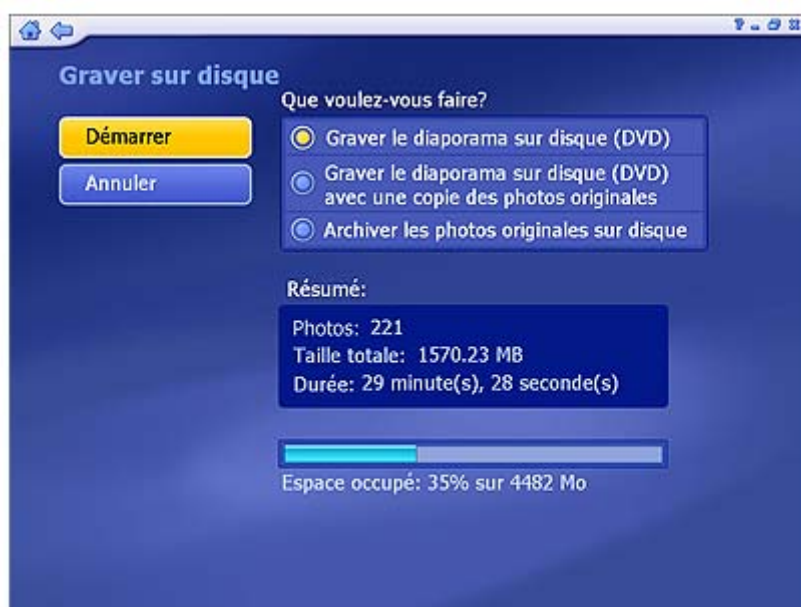 Graver sur disque
Démarrer
Annuler
Que voulez-vous faire?
Graver le diaporama sur disque (DVD)
Graver le diaporama sur disque (DVD)
avec une copie des photos originales
Archiver les photos originales sur disque
Résumé:
Photos: 221
Taille totale: 1570.23 MB
Durée: 29 minute(s), 28 seconde(s)
Espace occupé: 35% sur 4482 Mo